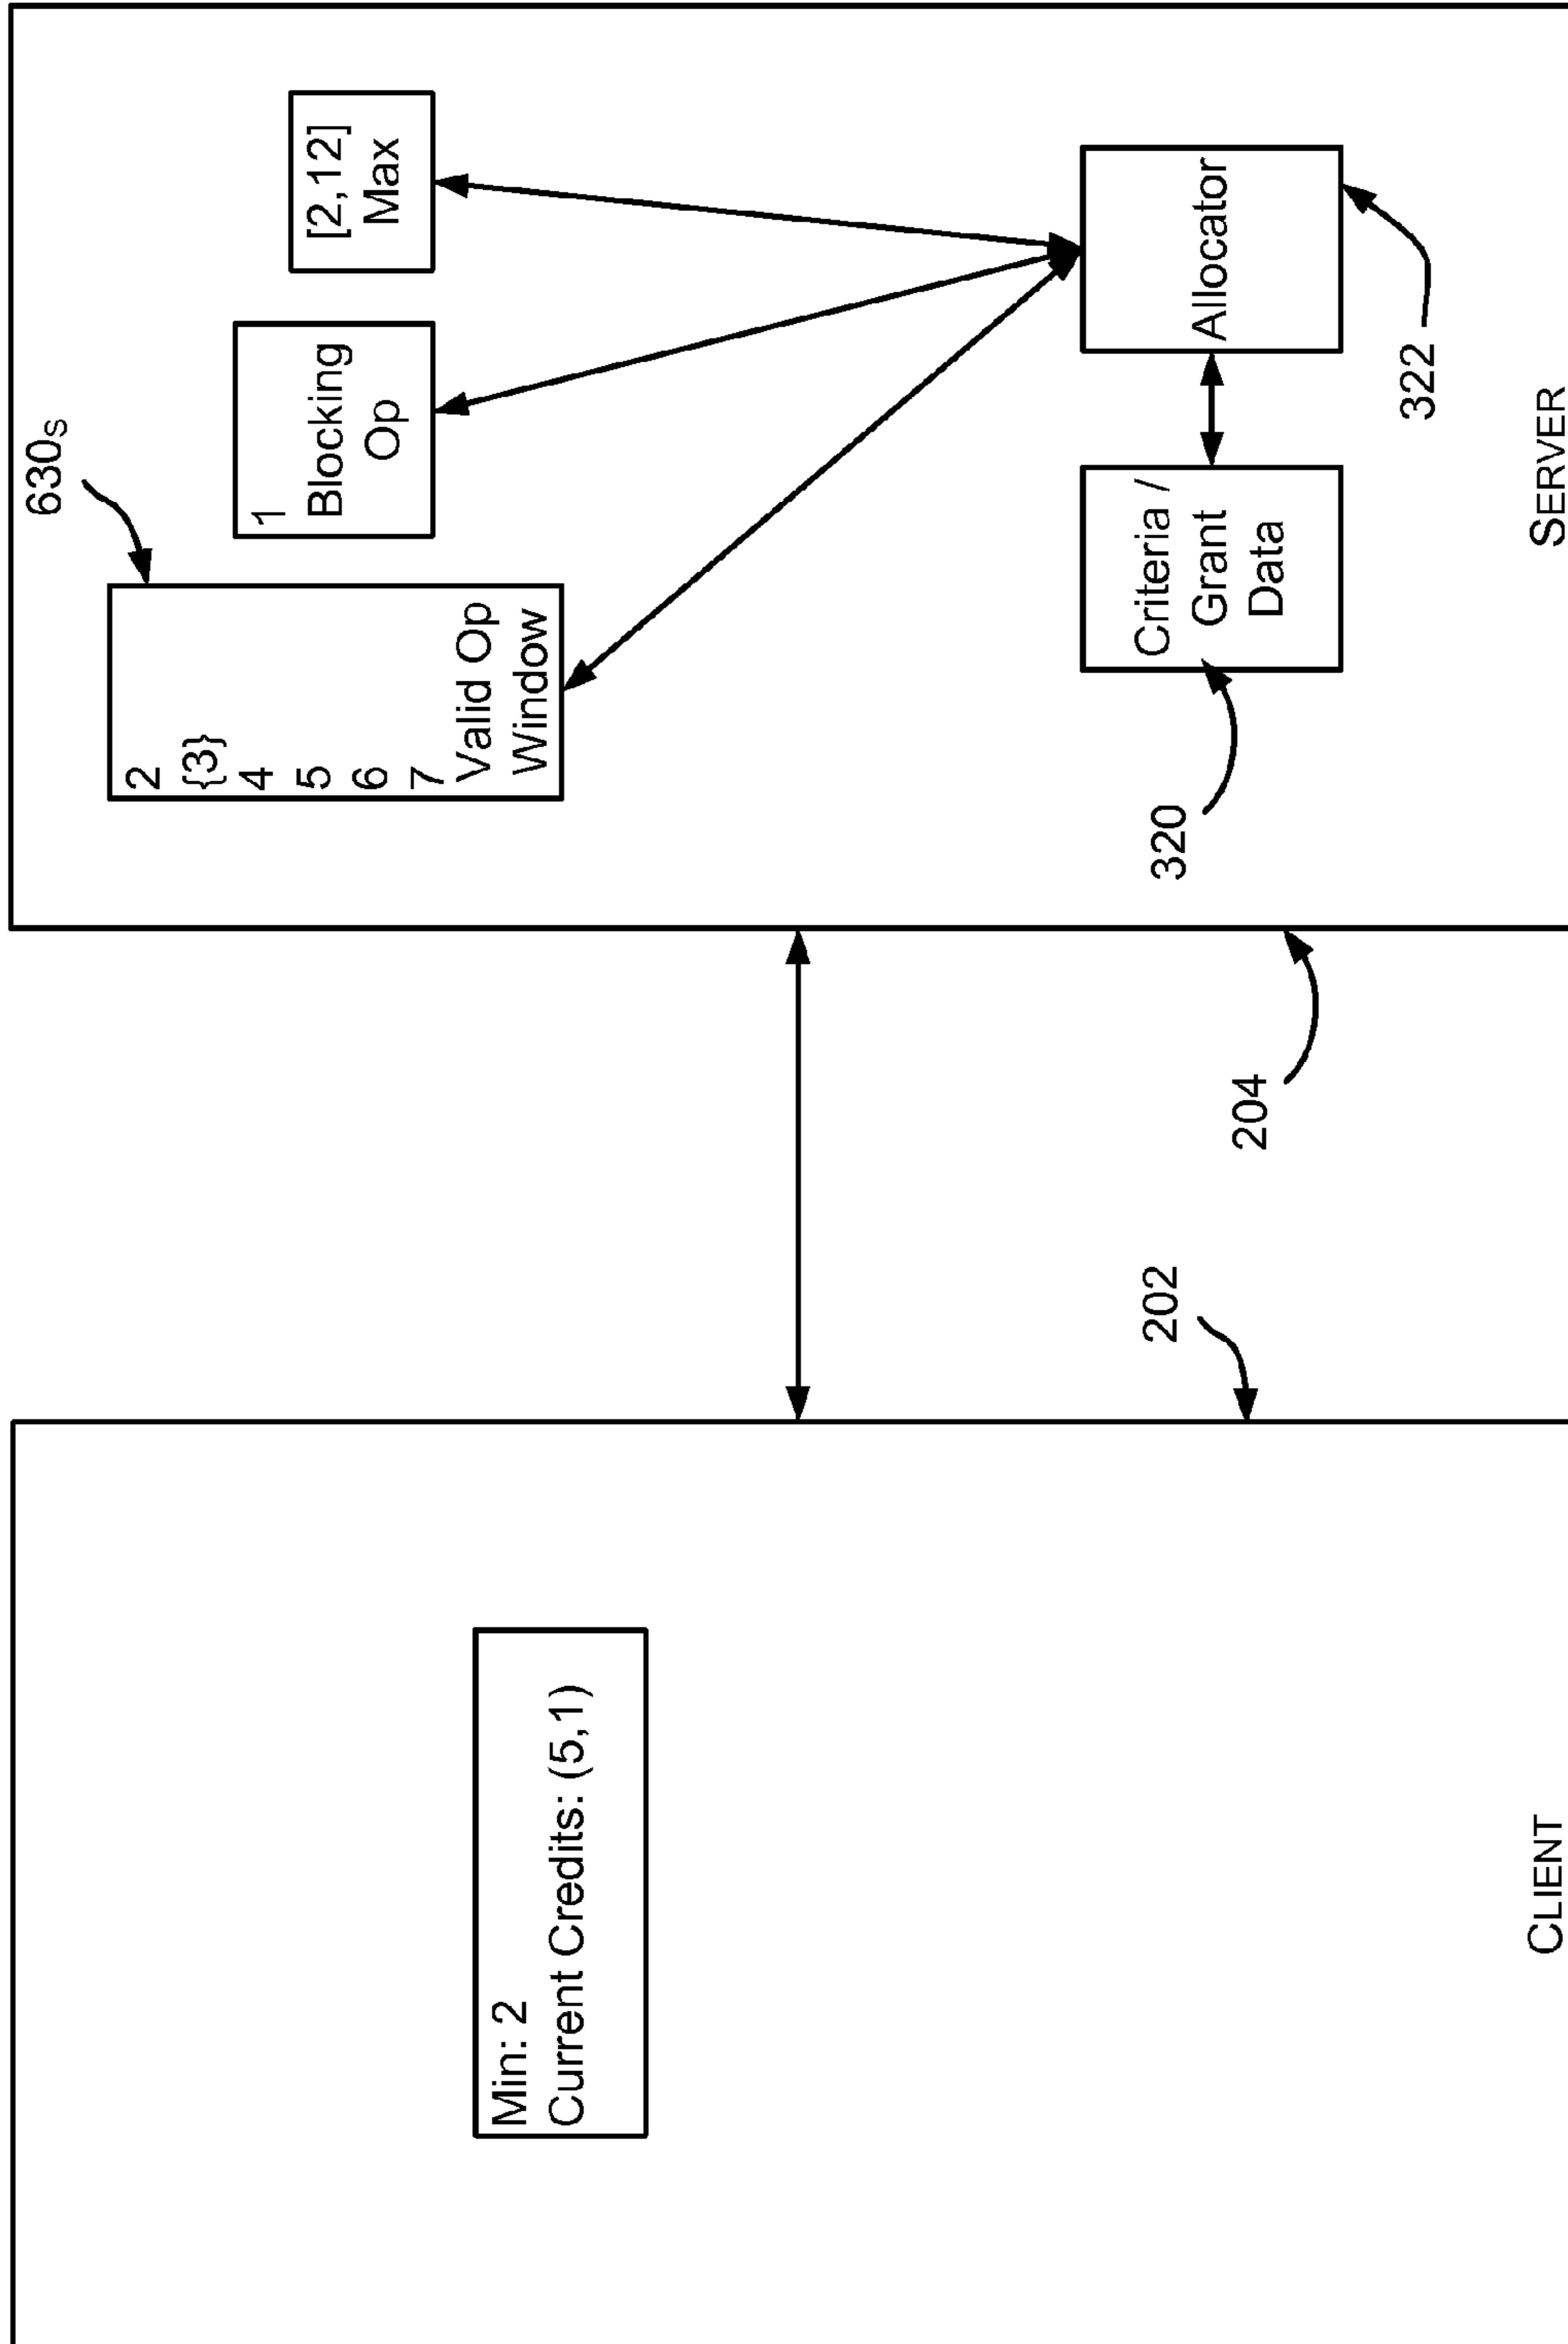 Min: 2
Current Credits: (5,1)
CLIENT
202
204
630s
2
{3}
4
5
6
7
Valid Op
Window
1
Blocking
Op
[2,12]
Max
320
Criteria /
Grant
Data
Allocator
322
SERVER